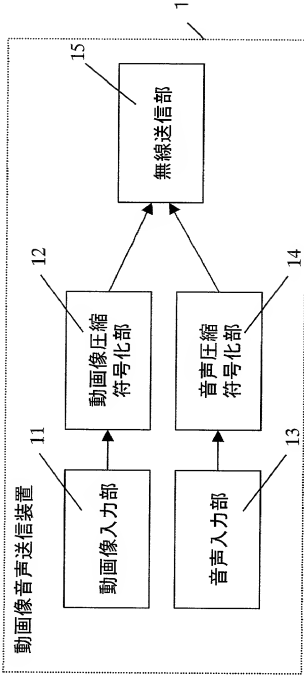 動画像音声送信装置
1
11
動画像入力部
12
動画像圧縮
符号化部
13
音声入力部
14
音声圧縮
符号化部
15
無線送信部